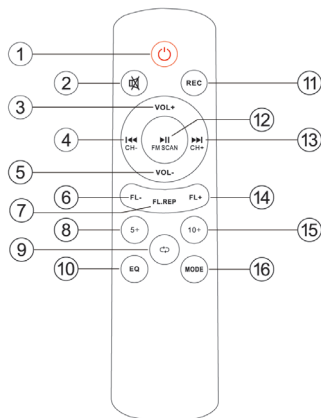 1
2
REC
11
3
VOL+
12
4
CH-
FM SCAN
CH+
13
5
VOL-
6
FL-
FL.REP
FL+
14
7
8
5+
10+
15
9
10
EQ
MODE
16